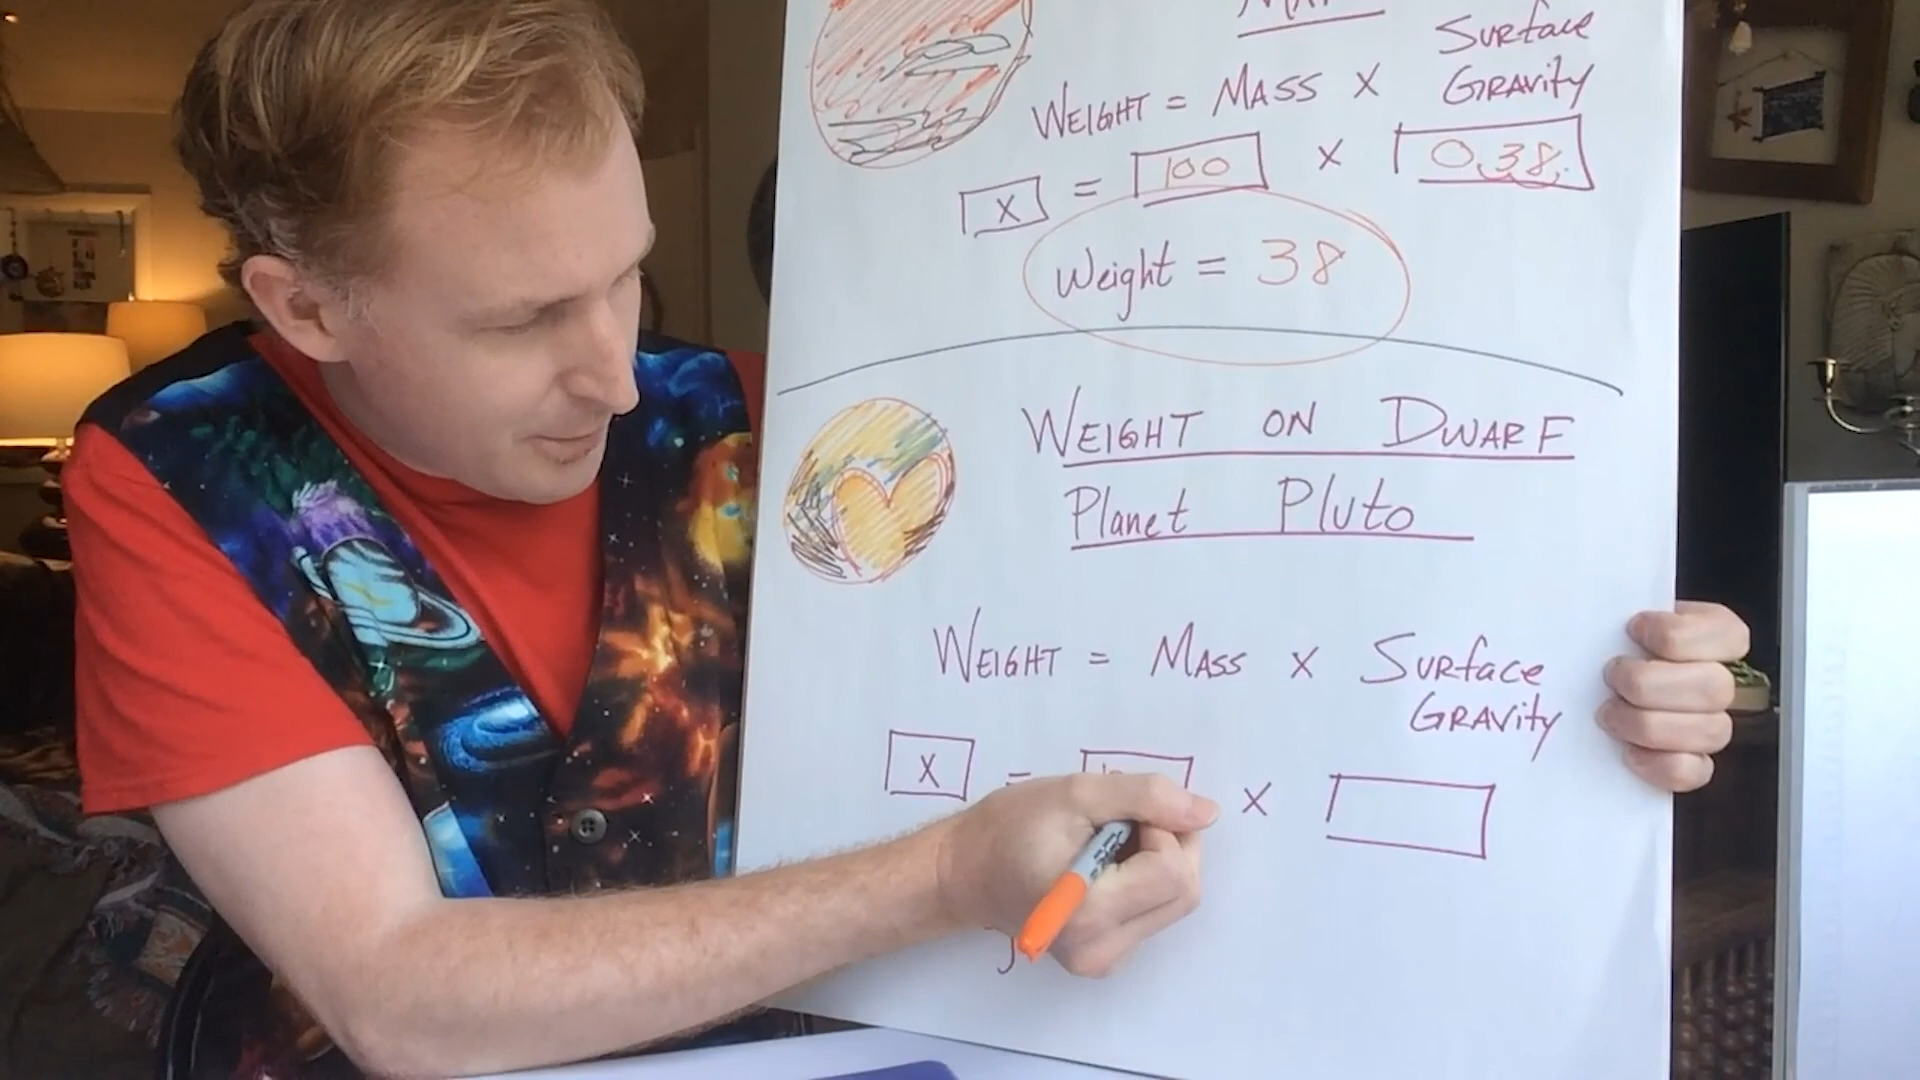 Surface
WEIGHT = MASS X GRAVITY
X = 100 X 0.38.
Weight = 38
WEIGHT ON DWARF
Planet Pluto
WEIGHT = MASS X SURFACE
GRAVITY
X = X